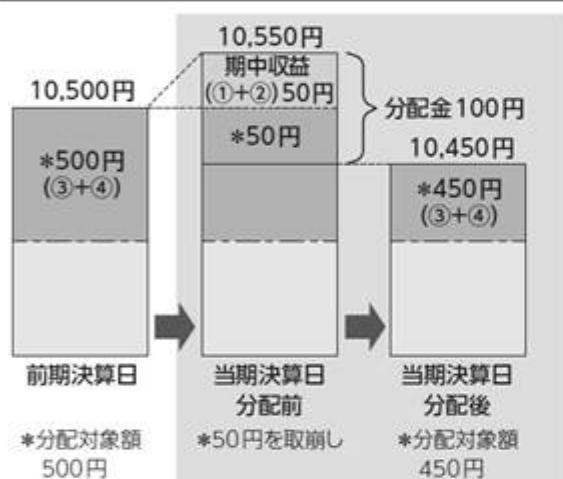 10,550円
期中収益
(①+②)50円
10,500円
分配金100円
*50円
10,450円
*500円
(③+④)
*450円
(③+④)
前期決算日
当期決算日
分配前
当期決算日
分配後
*分配対象額
500円
*50円を取崩し
*分配対象額
450円